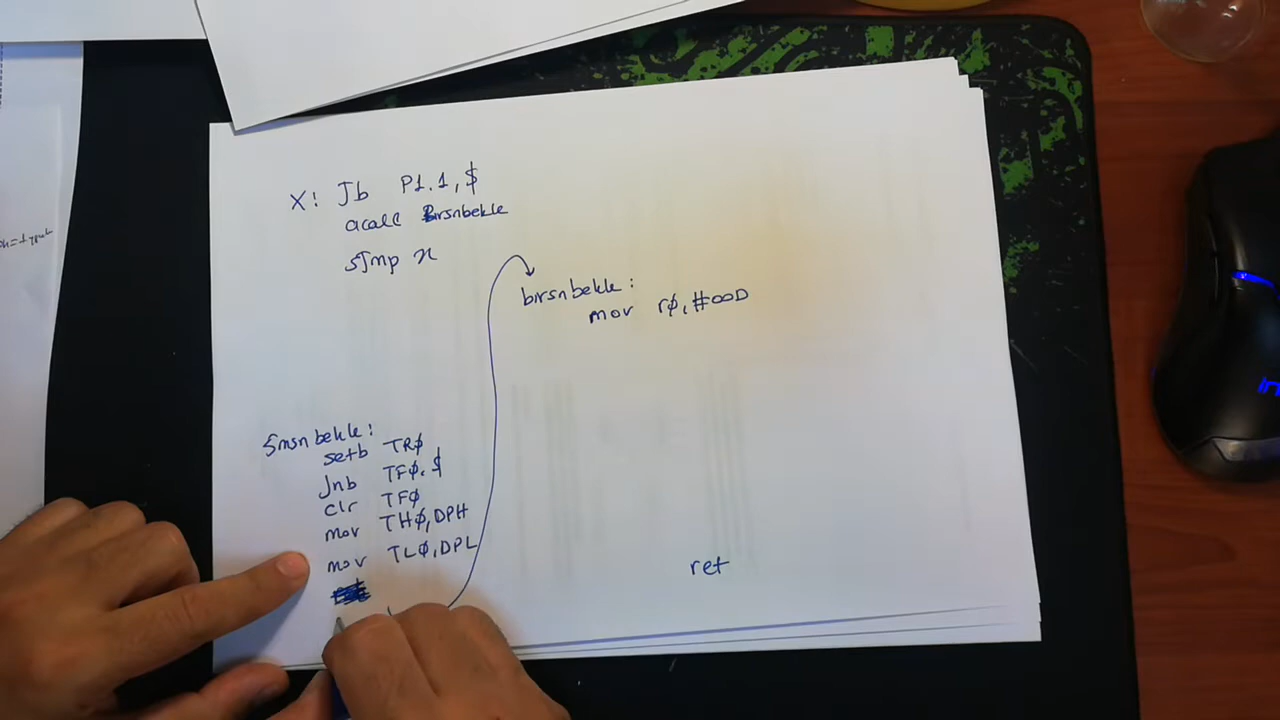 X: Jb P1.1,$
acall birsnbekle
sJmp x
birsnbekle:
mov r0,#00D
5msnbekle:
setb TR0
Jnb TF0,$
clr TF0
mov TH0,DPH
mov TL0,DPL
ret